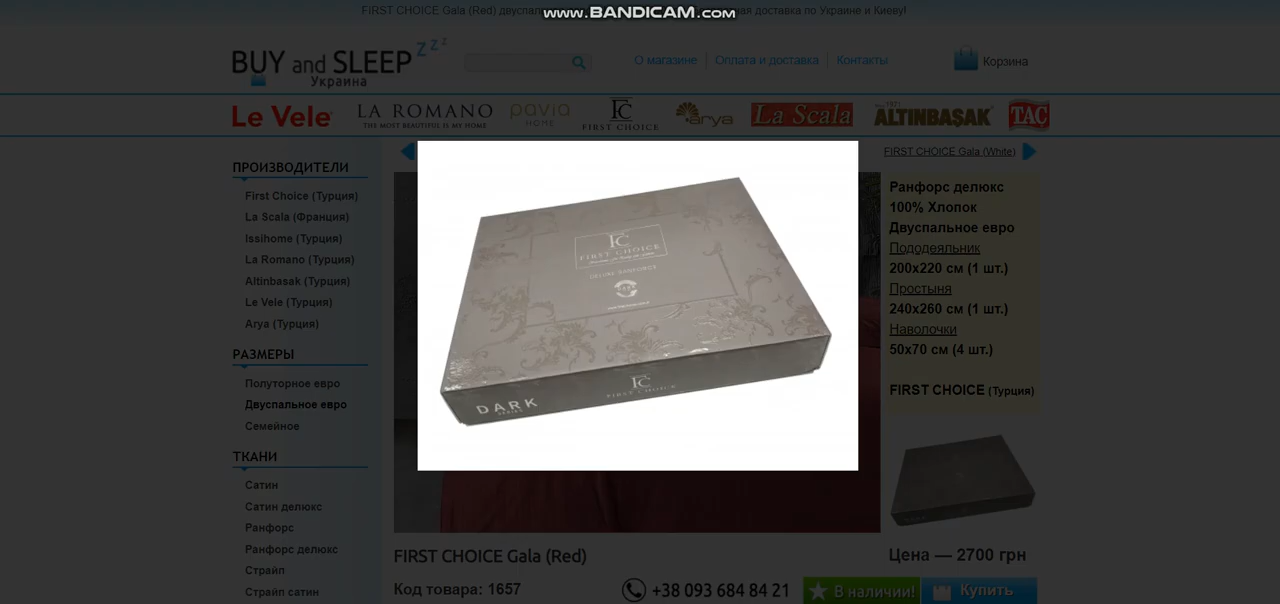 FIRST CHOICE Gala (Red) двуспал
www.BANDICAM.com
доставка по Украине и Киеву!
BUY and SLEEP z z z
Украина
О магазине
Оплата и доставка
Контакты
Корзина
Le Vele
LA ROMANO
THE MOST BEAUTIFUL IS MY HOME
pavia
HOME
FC
FIRST CHOICE
arya
La Scala
ALTINBAŞAK
TAC
FIRST CHOICE Gala (White)
ПРОИЗВОДИТЕЛИ
First Choice (Турция)
La Scala (Франция)
Issihome (Турция)
La Romano (Турция)
Altinbasak (Турция)
Le Vele (Турция)
Arya (Турция)
РАЗМЕРЫ
Полуторное евро
Двуспальное евро
Семейное
ТКАНИ
Сатин
Сатин делюкс
Ранфорс
Ранфорс делюкс
Страйп
Страйп сатин
FC
FIRST CHOICE
DELUXE RANFORCE
FC
FIRST CHOICE
DARK
SERIES
Ранфорс делюкс
100% Хлопок
Двуспальное евро
Пододеяльник
200x220 см (1 шт.)
Простыня
240x260 см (1 шт.)
Наволочки
50x70 см (4 шт.)
FIRST CHOICE (Турция)
FIRST CHOICE Gala (Red)
Цена — 2700 грн
Код товара: 1657
+38 093 684 84 21
В наличии!
Купить